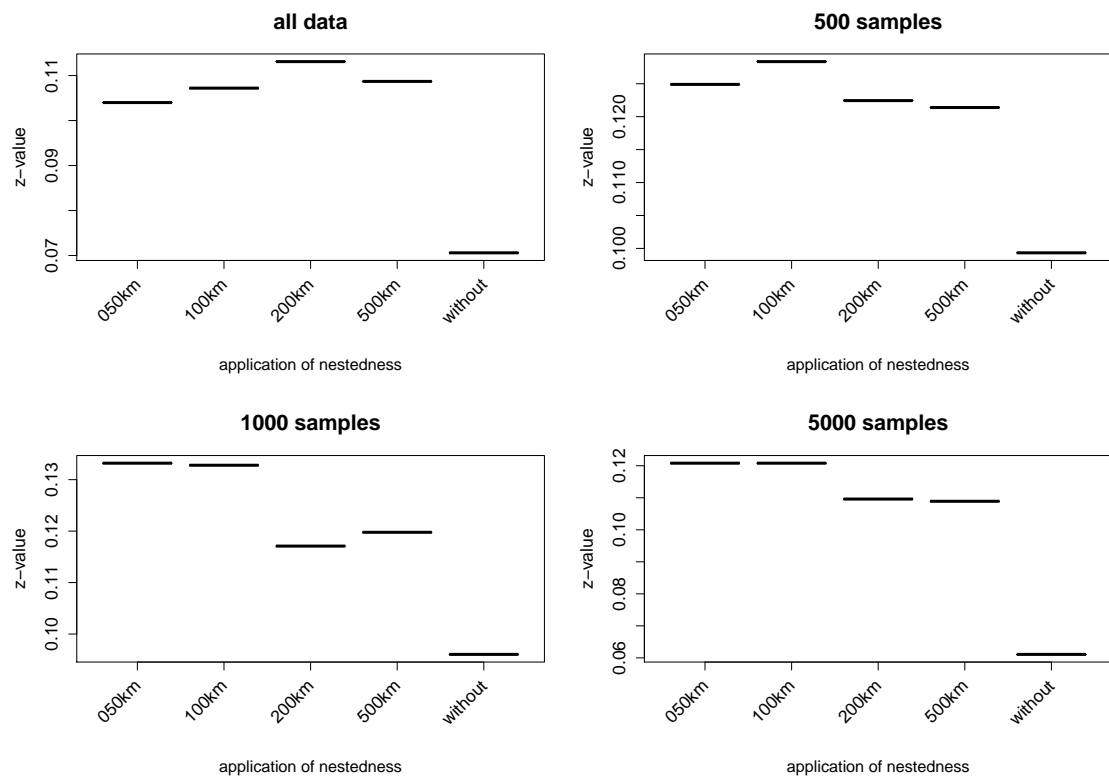 all data
z−value
0.07
0.09
0.11
050km
100km
200km
500km
without
application of nestedness
500 samples
z−value
0.100
0.110
0.120
050km
100km
200km
500km
without
application of nestedness
1000 samples
z−value
0.10
0.11
0.12
0.13
050km
100km
200km
500km
without
application of nestedness
5000 samples
z−value
0.06
0.08
0.10
0.12
050km
100km
200km
500km
without
application of nestedness